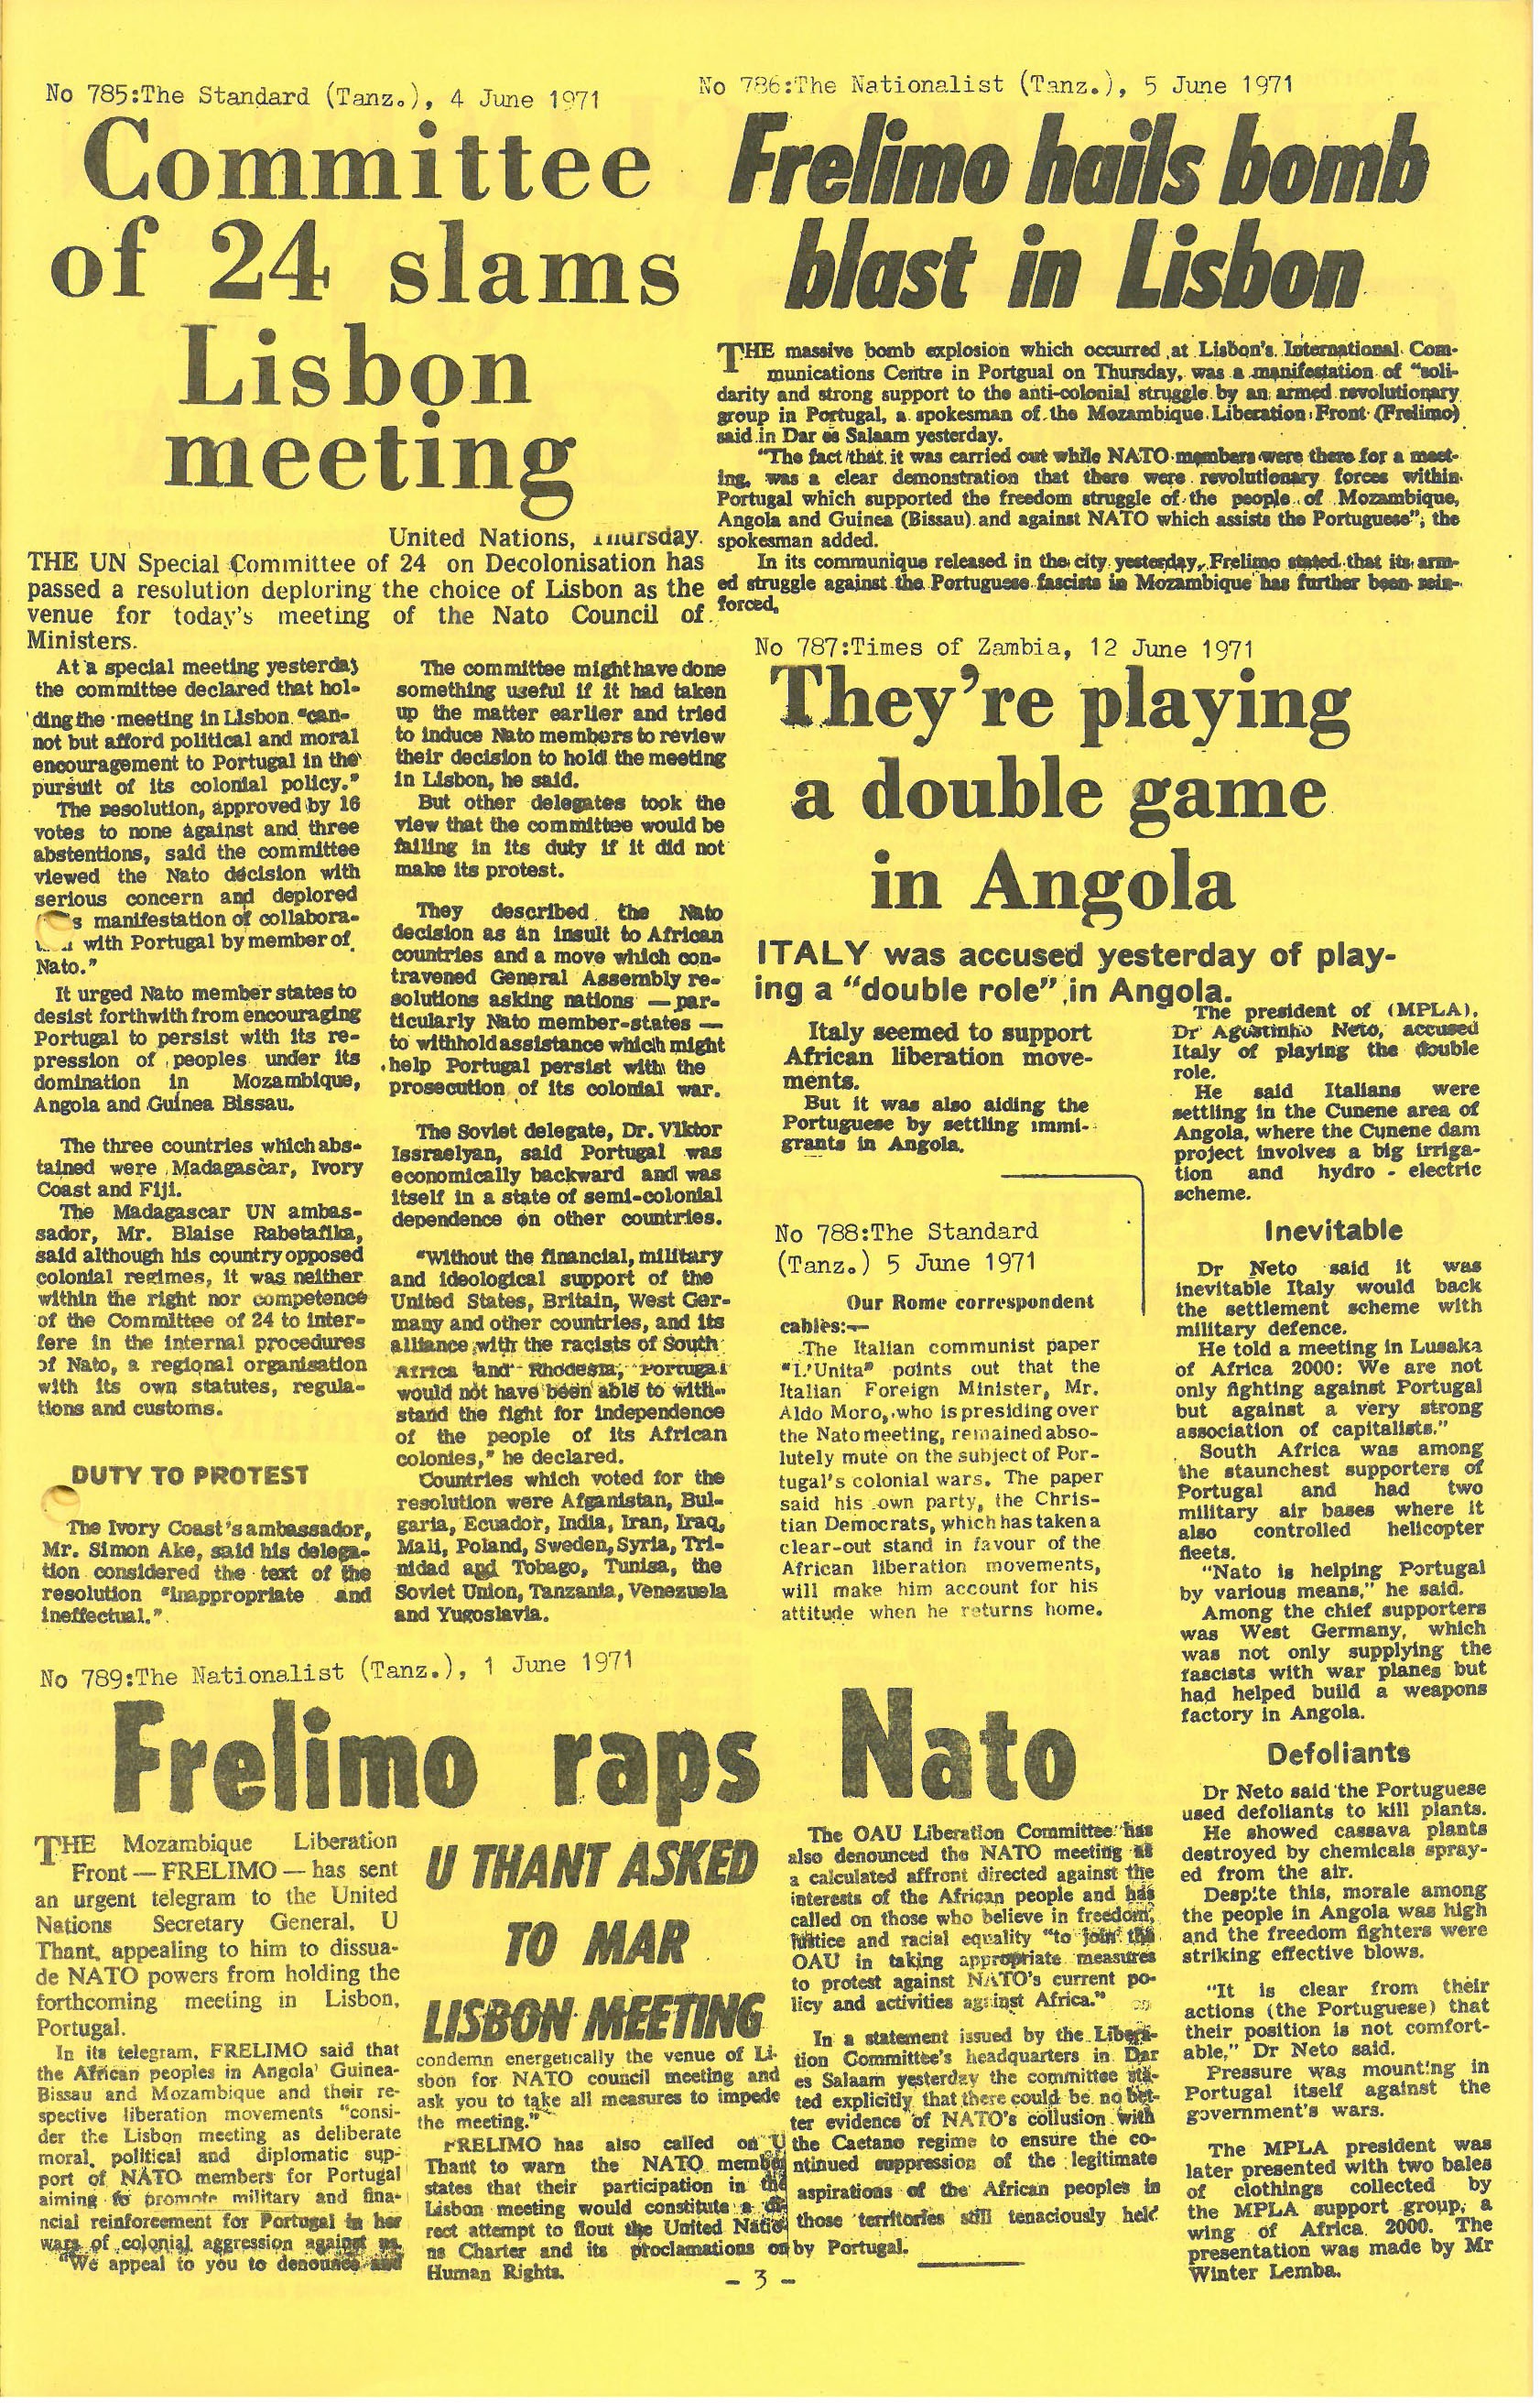 No 785:The Standard (Tanz.), 4 June 1971
Committee
of 24 slams
Lisbon
meeting
United Nations, Thursday.
THE UN Special Committee of 24 on Decolonisation has
passed a resolution deploring the choice of Lisbon as the
venue for today's meeting of the Nato Council of
Ministers.
At a special meeting yesterday
the committee declared that hol-
ding the meeting in Lisbon "can-
not but afford political and moral
encouragement to Portugal in the
pursuit of its colonial policy."
The resolution, approved by 16
votes to none against and three
abstentions, said the committee
viewed the Nato decision with
serious concern and deplored
s manifestation of collabora-
with Portugal by member of
Nato."
It urged Nato member states to
desist forthwith from encouraging
Portugal to persist with its re-
pression of peoples under its
domination in Mozambique,
Angola and Guinea Bissau.
The three countries which abs-
tained were Madagascar, Ivory
Coast and Fiji.
The Madagascar UN ambas-
sador, Mr. Blaise Rabetafika,
said although his country opposed
colonial regimes, it was neither
within the right nor competence
of the Committee of 24 to inter-
fere in the internal procedures
of Nato, a regional organisation
with its own statutes, regula-
tions and customs.
DUTY TO PROTEST
The Ivory Coast's ambassador,
Mr. Simon Ake, said his delega-
tion considered the text of the
resolution "inappropriate and
ineffectual."
The committee might have done
something useful if it had taken
up the matter earlier and tried
to induce Nato members to review
their decision to hold the meeting
in Lisbon, he said.
But other delegates took the
view that the committee would be
failing in its duty if it did not
make its protest.
They described the Nato
decision as an insult to African
countries and a move which con-
travened General Assembly re-
solutions asking nations — par-
ticularly Nato member-states —
to withhold assistance which might
help Portugal persist with the
prosecution of its colonial war.
The Soviet delegate, Dr. Viktor
Issraelyan, said Portugal was
economically backward and was
itself in a state of semi-colonial
dependence on other countries.
"Without the financial, military
and ideological support of the
United States, Britain, West Ger-
many and other countries, and its
alliance with the racists of South
Africa and Rhodesia, Portugal
would not have been able to with-
stand the fight for independence
of the people of its African
colonies," he declared.
Countries which voted for the
resolution were Afganistan, Bul-
garia, Ecuador, India, Iran, Iraq,
Mali, Poland, Sweden, Syria, Tri-
nidad and Tobago, Tunisa, the
Soviet Union, Tanzania, Venezuela
and Yugoslavia.
No 786:The Nationalist (Tanz.), 5 June 1971
Frelimo hails bomb
blast in Lisbon
THE massive bomb explosion which occurred at Lisbon's International Com-
munications Centre in Portgual on Thursday, was a manifestation of "soli-
darity and strong support to the anti-colonial struggle by an armed revolutionary
group in Portugal, a spokesman of the Mozambique Liberation Front (Frelimo)
said in Dar es Salaam yesterday.
"The fact that it was carried out while NATO members were there for a meet-
ing, was a clear demonstration that there were revolutionary forces within
Portugal which supported the freedom struggle of the people of Mozambique,
Angola and Guinea (Bissau) and against NATO which assists the Portuguese", the
spokesman added.
In its communique released in the city yesterday, Frelimo stated that its arm-
ed struggle against the Portuguese fascists in Mozambique has further been rein-
forced.
No 787:Times of Zambia, 12 June 1971
They're playing
a double game
in Angola
ITALY was accused yesterday of play-
ing a "double role" in Angola.
Italy seemed to support
African liberation move-
ments.
But it was also aiding the
Portuguese by settling immi-
grants in Angola.
The president of (MPLA),
Dr Agostinho Neto, accused
Italy of playing the double
role.
He said Italians were
settling in the Cunene area of
Angola, where the Cunene dam
project involves a big irriga-
tion and hydro - electric
scheme.
Inevitable
Dr Neto said it was
inevitable Italy would back
the settlement scheme with
military defence.
He told a meeting in Lusaka
of Africa 2000: We are not
only fighting against Portugal
but against a very strong
association of capitalists."
South Africa was among
the staunchest supporters of
Portugal and had two
military air bases where it
also controlled helicopter
fleets.
"Nato is helping Portugal
by various means," he said.
Among the chief supporters
was West Germany, which
was not only supplying the
fascists with war planes but
had helped build a weapons
factory in Angola.
Defoliants
Dr Neto said the Portuguese
used defoliants to kill plants.
He showed cassava plants
destroyed by chemicals spray-
ed from the air.
Despite this, morale among
the people in Angola was high
and the freedom fighters were
striking effective blows.
"It is clear from their
actions (the Portuguese) that
their position is not comfort-
able," Dr Neto said.
Pressure was mounting in
Portugal itself against the
government's wars.
The MPLA president was
later presented with two bales
of clothings collected by
the MPLA support group, a
wing of Africa 2000. The
presentation was made by Mr
Winter Lemba.
No 788:The Standard
(Tanz.) 5 June 1971
Our Rome correspondent
cables:—
The Italian communist paper
"L'Unita" points out that the
Italian Foreign Minister, Mr.
Aldo Moro, who is presiding over
the Nato meeting, remained abso-
lutely mute on the subject of Por-
tugal's colonial wars. The paper
said his own party, the Chris-
tian Democrats, which has taken a
clear-out stand in favour of the
African liberation movements,
will make him account for his
attitude when he returns home.
No 789:The Nationalist (Tanz.), 1 June 1971
Frelimo raps Nato
THE Mozambique Liberation
Front — FRELIMO — has sent
an urgent telegram to the United
Nations Secretary General, U
Thant, appealing to him to dissua-
de NATO powers from holding the
forthcoming meeting in Lisbon,
Portugal.
In its telegram, FRELIMO said that
the African peoples in Angola Guinea-
Bissau and Mozambique and their re-
spective liberation movements "consi-
der the Lisbon meeting as deliberate
moral, political and diplomatic sup-
port of NATO members for Portugal
aiming to promote military and fina-
ncial reinforcement for Portugal in her
wars of colonial aggression against us.
"We appeal to you to denounce and
U THANT ASKED
TO MAR
LISBON MEETING
condemn energetically the venue of Li-
sbon for NATO council meeting and
ask you to take all measures to impede
the meeting."
FRELIMO has also called on U
Thant to warn the NATO member
states that their participation in the
Lisbon meeting would constitute a di-
rect attempt to flout the United Natio
ns Charter and its proclamations on
Human Rights.
The OAU Liberation Committee has
also denounced the NATO meeting as
a calculated affront directed against the
interests of the African people and has
called on those who believe in freedom,
justice and racial equality "to join the
OAU in taking appropriate measures
to protest against NATO's current po-
licy and activities against Africa."
In a statement issued by the Libera-
tion Committee's headquarters in Dar
es Salaam yesterday the committee sta-
ted explicitly that there could be no bet-
ter evidence of NATO's collusion with
the Caetano regime to ensure the co-
ntinued suppression of the legitimate
aspirations of the African peoples in
those territories still tenaciously held
by Portugal.
- 3 -